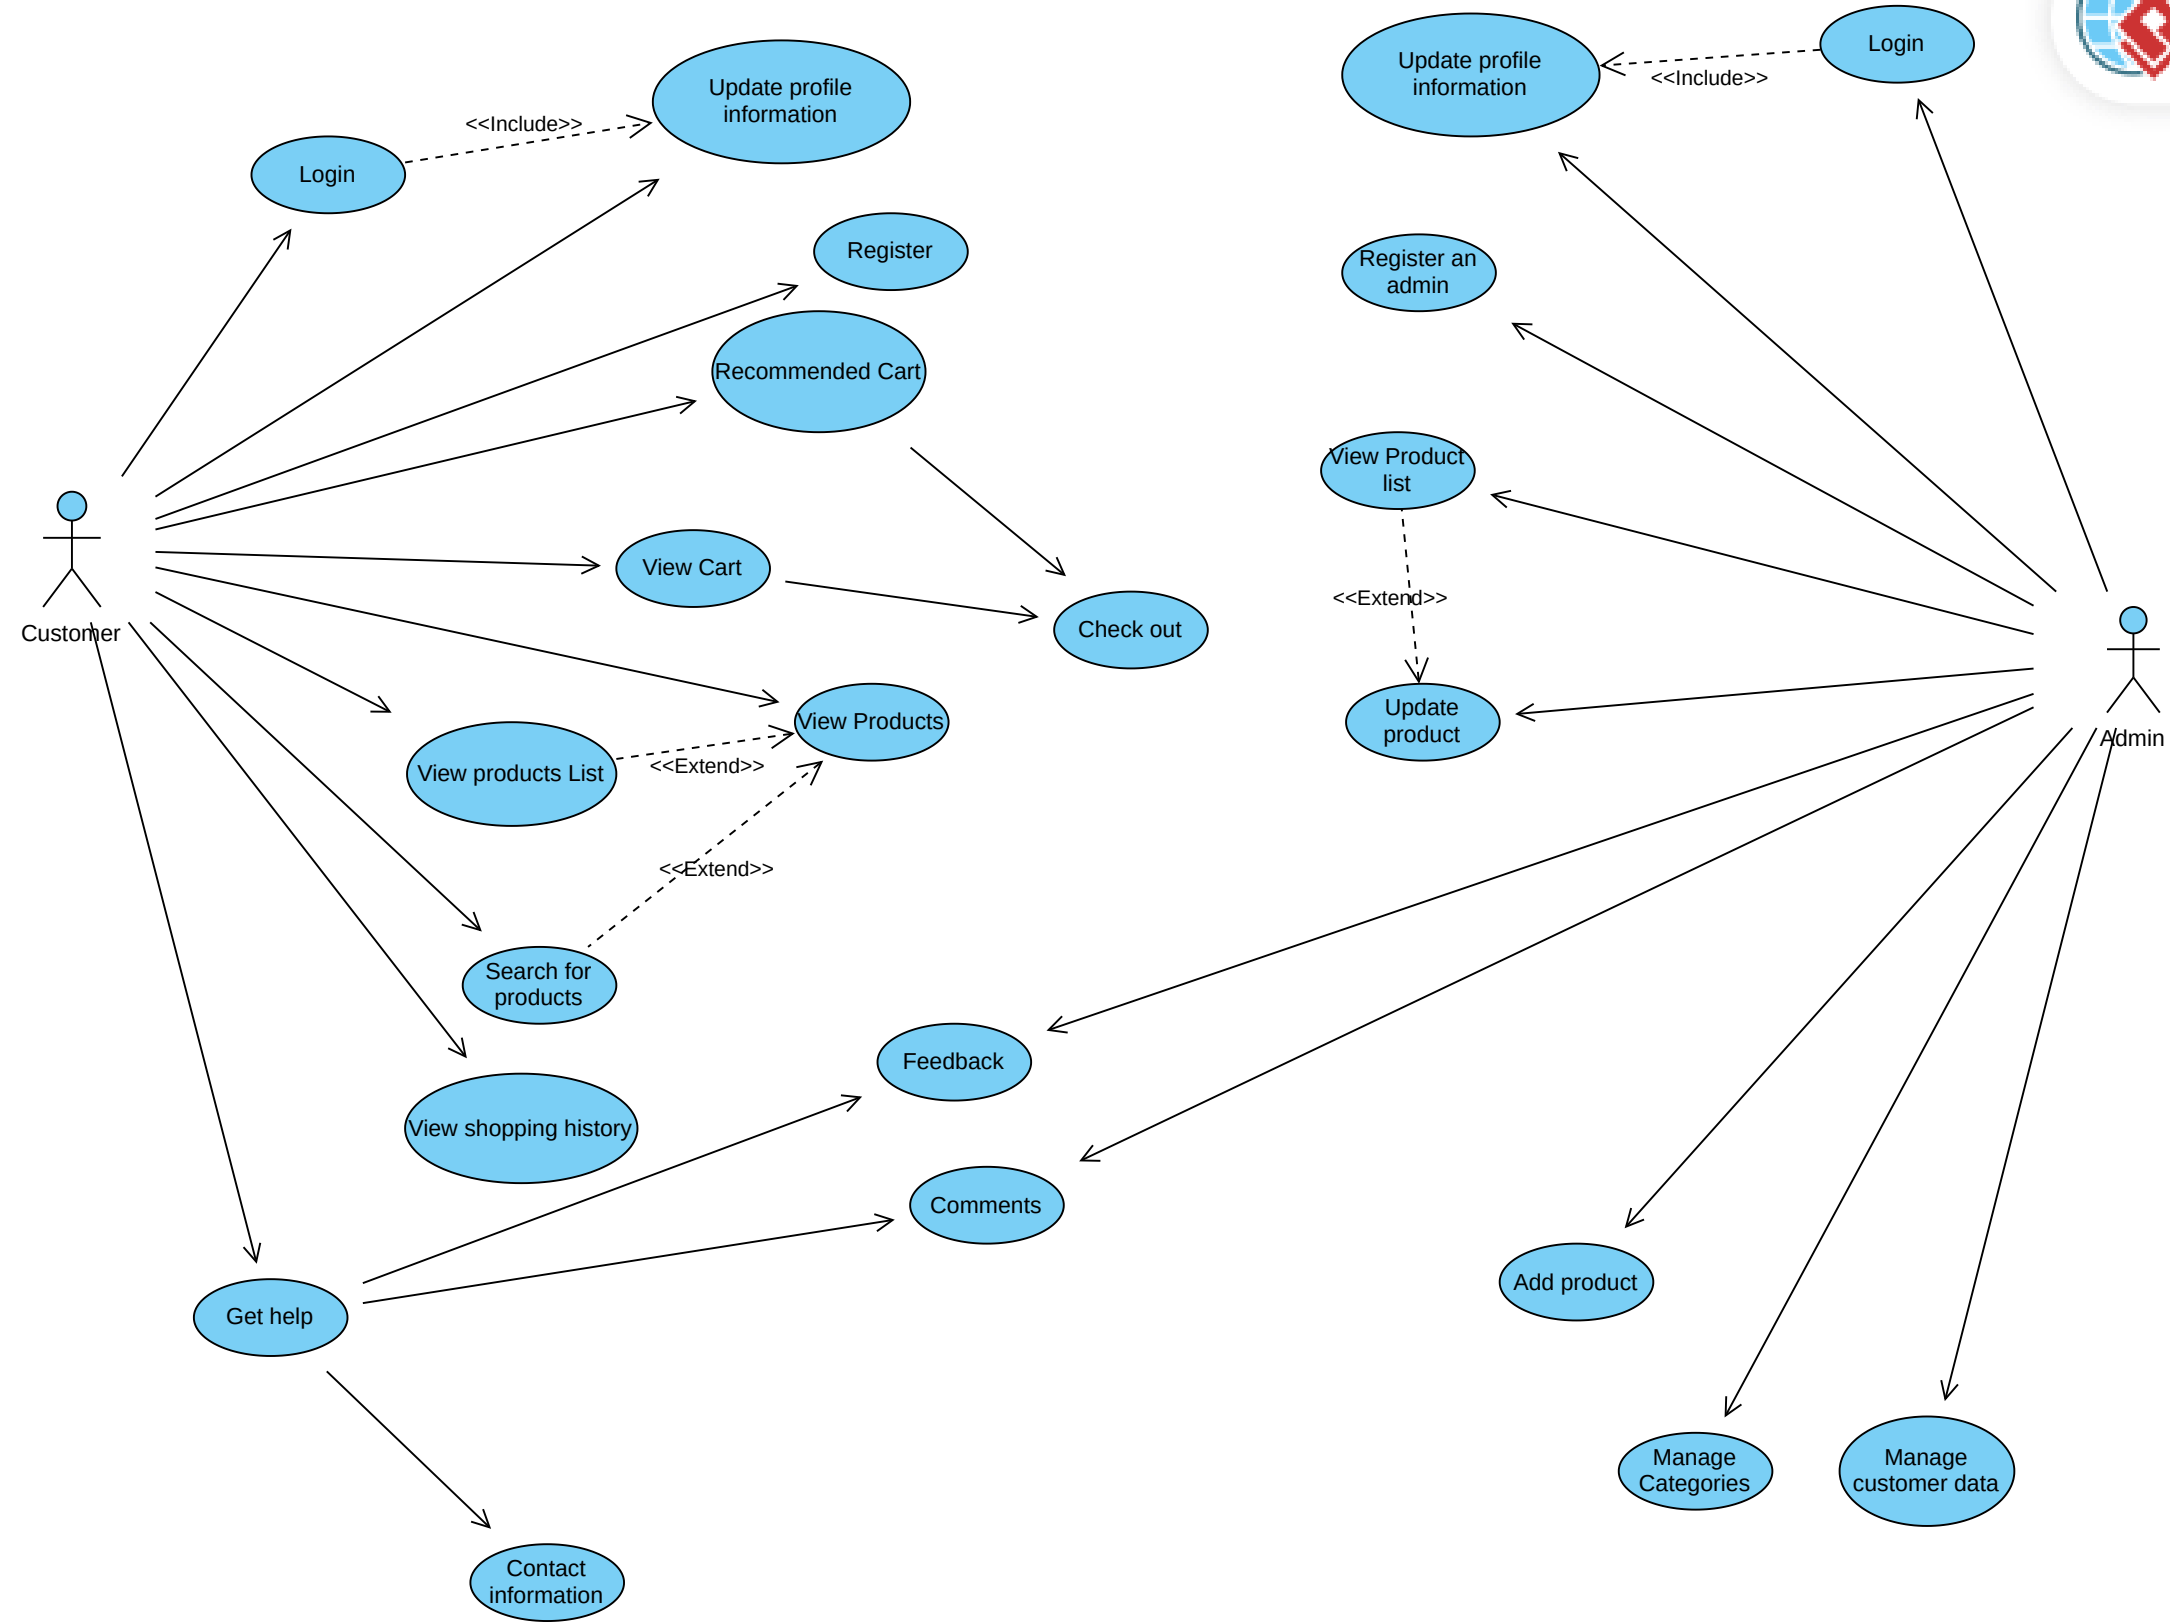 Update profile
information
Login
<<Include>>
Update profile
information
<<Include>>
Login
Register
Register an
admin
Recommended Cart
View Product
list
View Cart
Check out
<<Extend>>
Customer
Admin
View Products
Update
product
View products List
<<Extend>>
<<Extend>>
Search for
products
Feedback
View shopping history
Comments
Get help
Add product
Manage
Categories
Manage
customer data
Contact
information